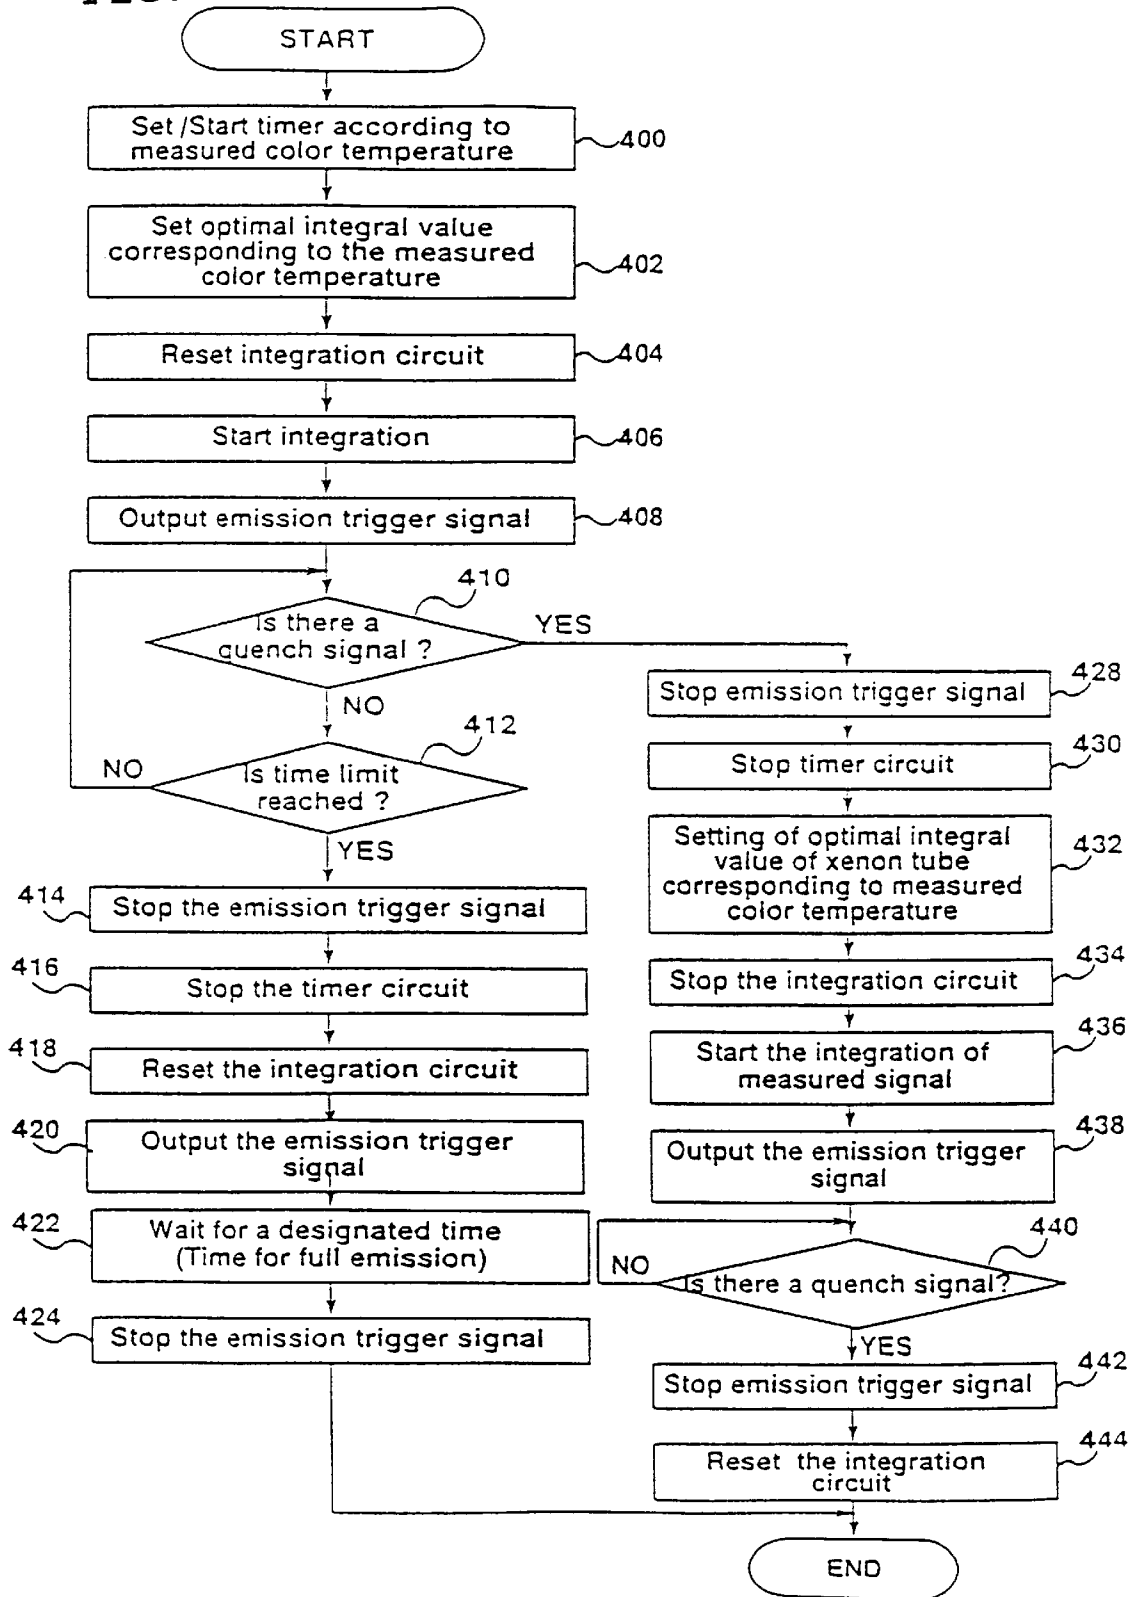 START
Set/Start timer according to
measured color temperature
400
Set optimal integral value
corresponding to the measured
color temperature
402
Reset integration circuit
404
Start integration
406
Output emission trigger signal
408
410
Is there a
quench signal ?
YES
NO
412
Is time limit
reached ?
NO
YES
414
Stop the emission trigger signal
416
Stop the timer circuit
418
Reset the integration circuit
420
Output the emission trigger
signal
422
Wait for a designated time
(Time for full emission)
424
Stop the emission trigger signal
428
Stop emission trigger signal
430
Stop timer circuit
432
Setting of optimal integral
value of xenon tube
corresponding to measured
color temperature
434
Stop the integration circuit
436
Start the integration of
measured signal
438
Output the emission trigger
signal
440
Is there a quench signal?
NO
YES
442
Stop emission trigger signal
444
Reset the integration
circuit
END